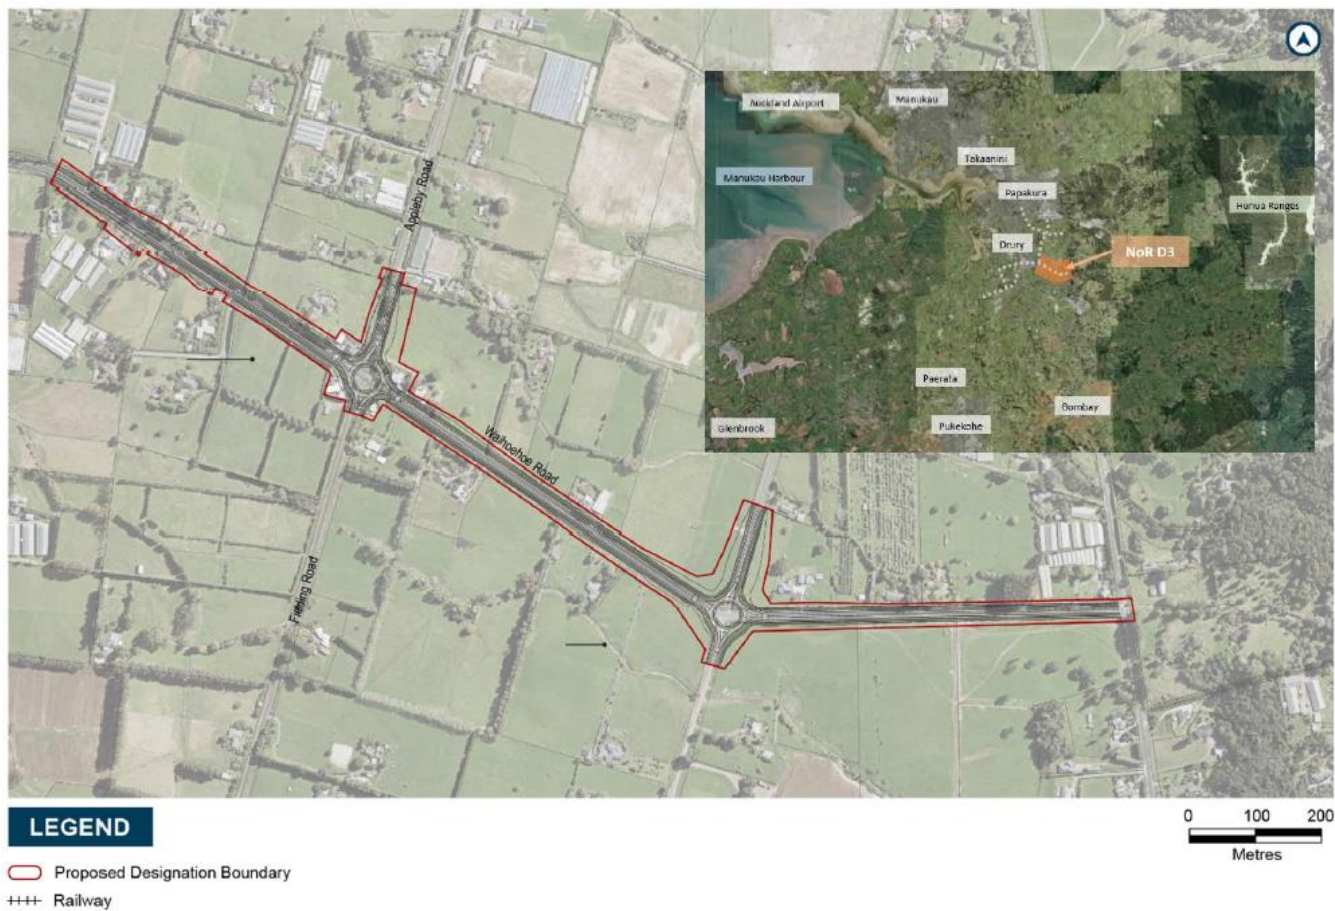 Auckland Airport
Manukau
Takaanini
Manukau Harbour
Papakura
Hunua Ranges
Drury
NoR D3
Paerata
Bombay
Glenbrook
Pukekohe
Appleby Road
Waihoehoe Road
Fielding Road
LEGEND
Proposed Designation Boundary
Railway
0 100 200
Metres